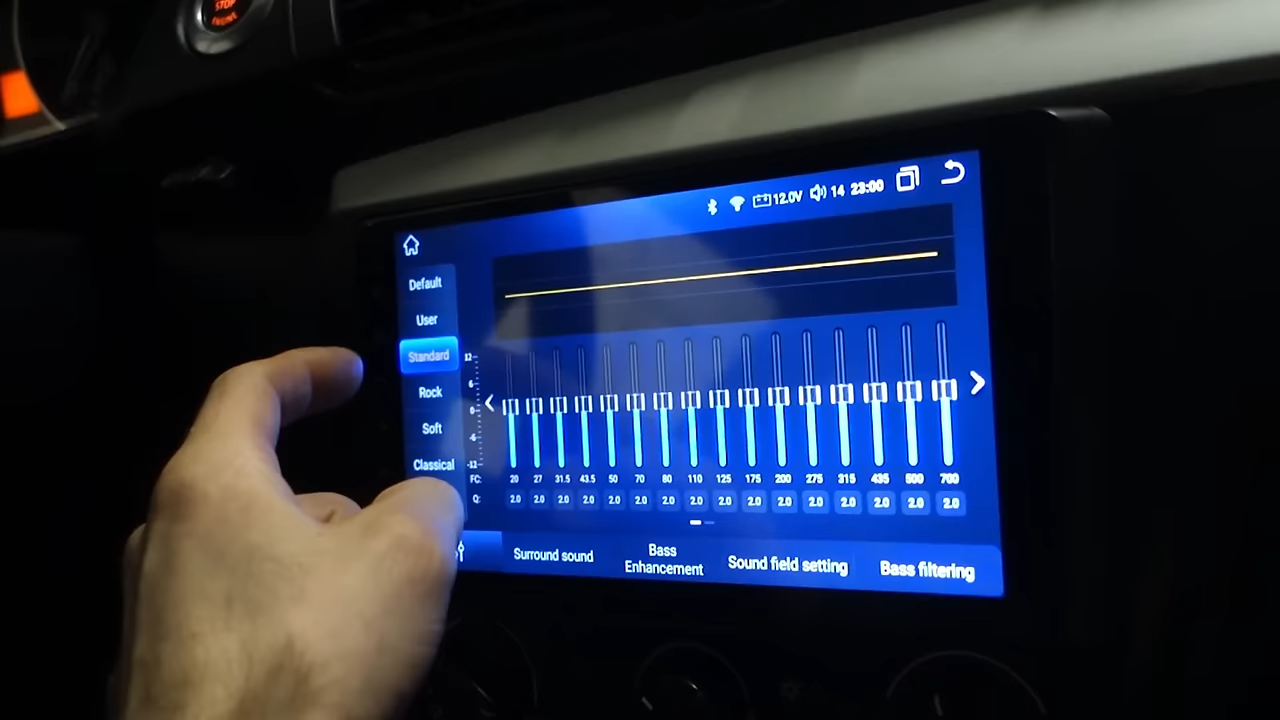 STOP
ENGINE
12.0V 14 23:00
Default
User
Standard
Rock
Soft
Classical
12
6
0
-6
-12
FC: 20 27 31.5 43.5 50 70 80 110 125 175 200 275 315 435 500 700
Q: 2.0 2.0 2.0 2.0 2.0 2.0 2.0 2.0 2.0 2.0 2.0 2.0 2.0 2.0 2.0 2.0
Surround sound
Bass
Enhancement
Sound field setting
Bass filtering